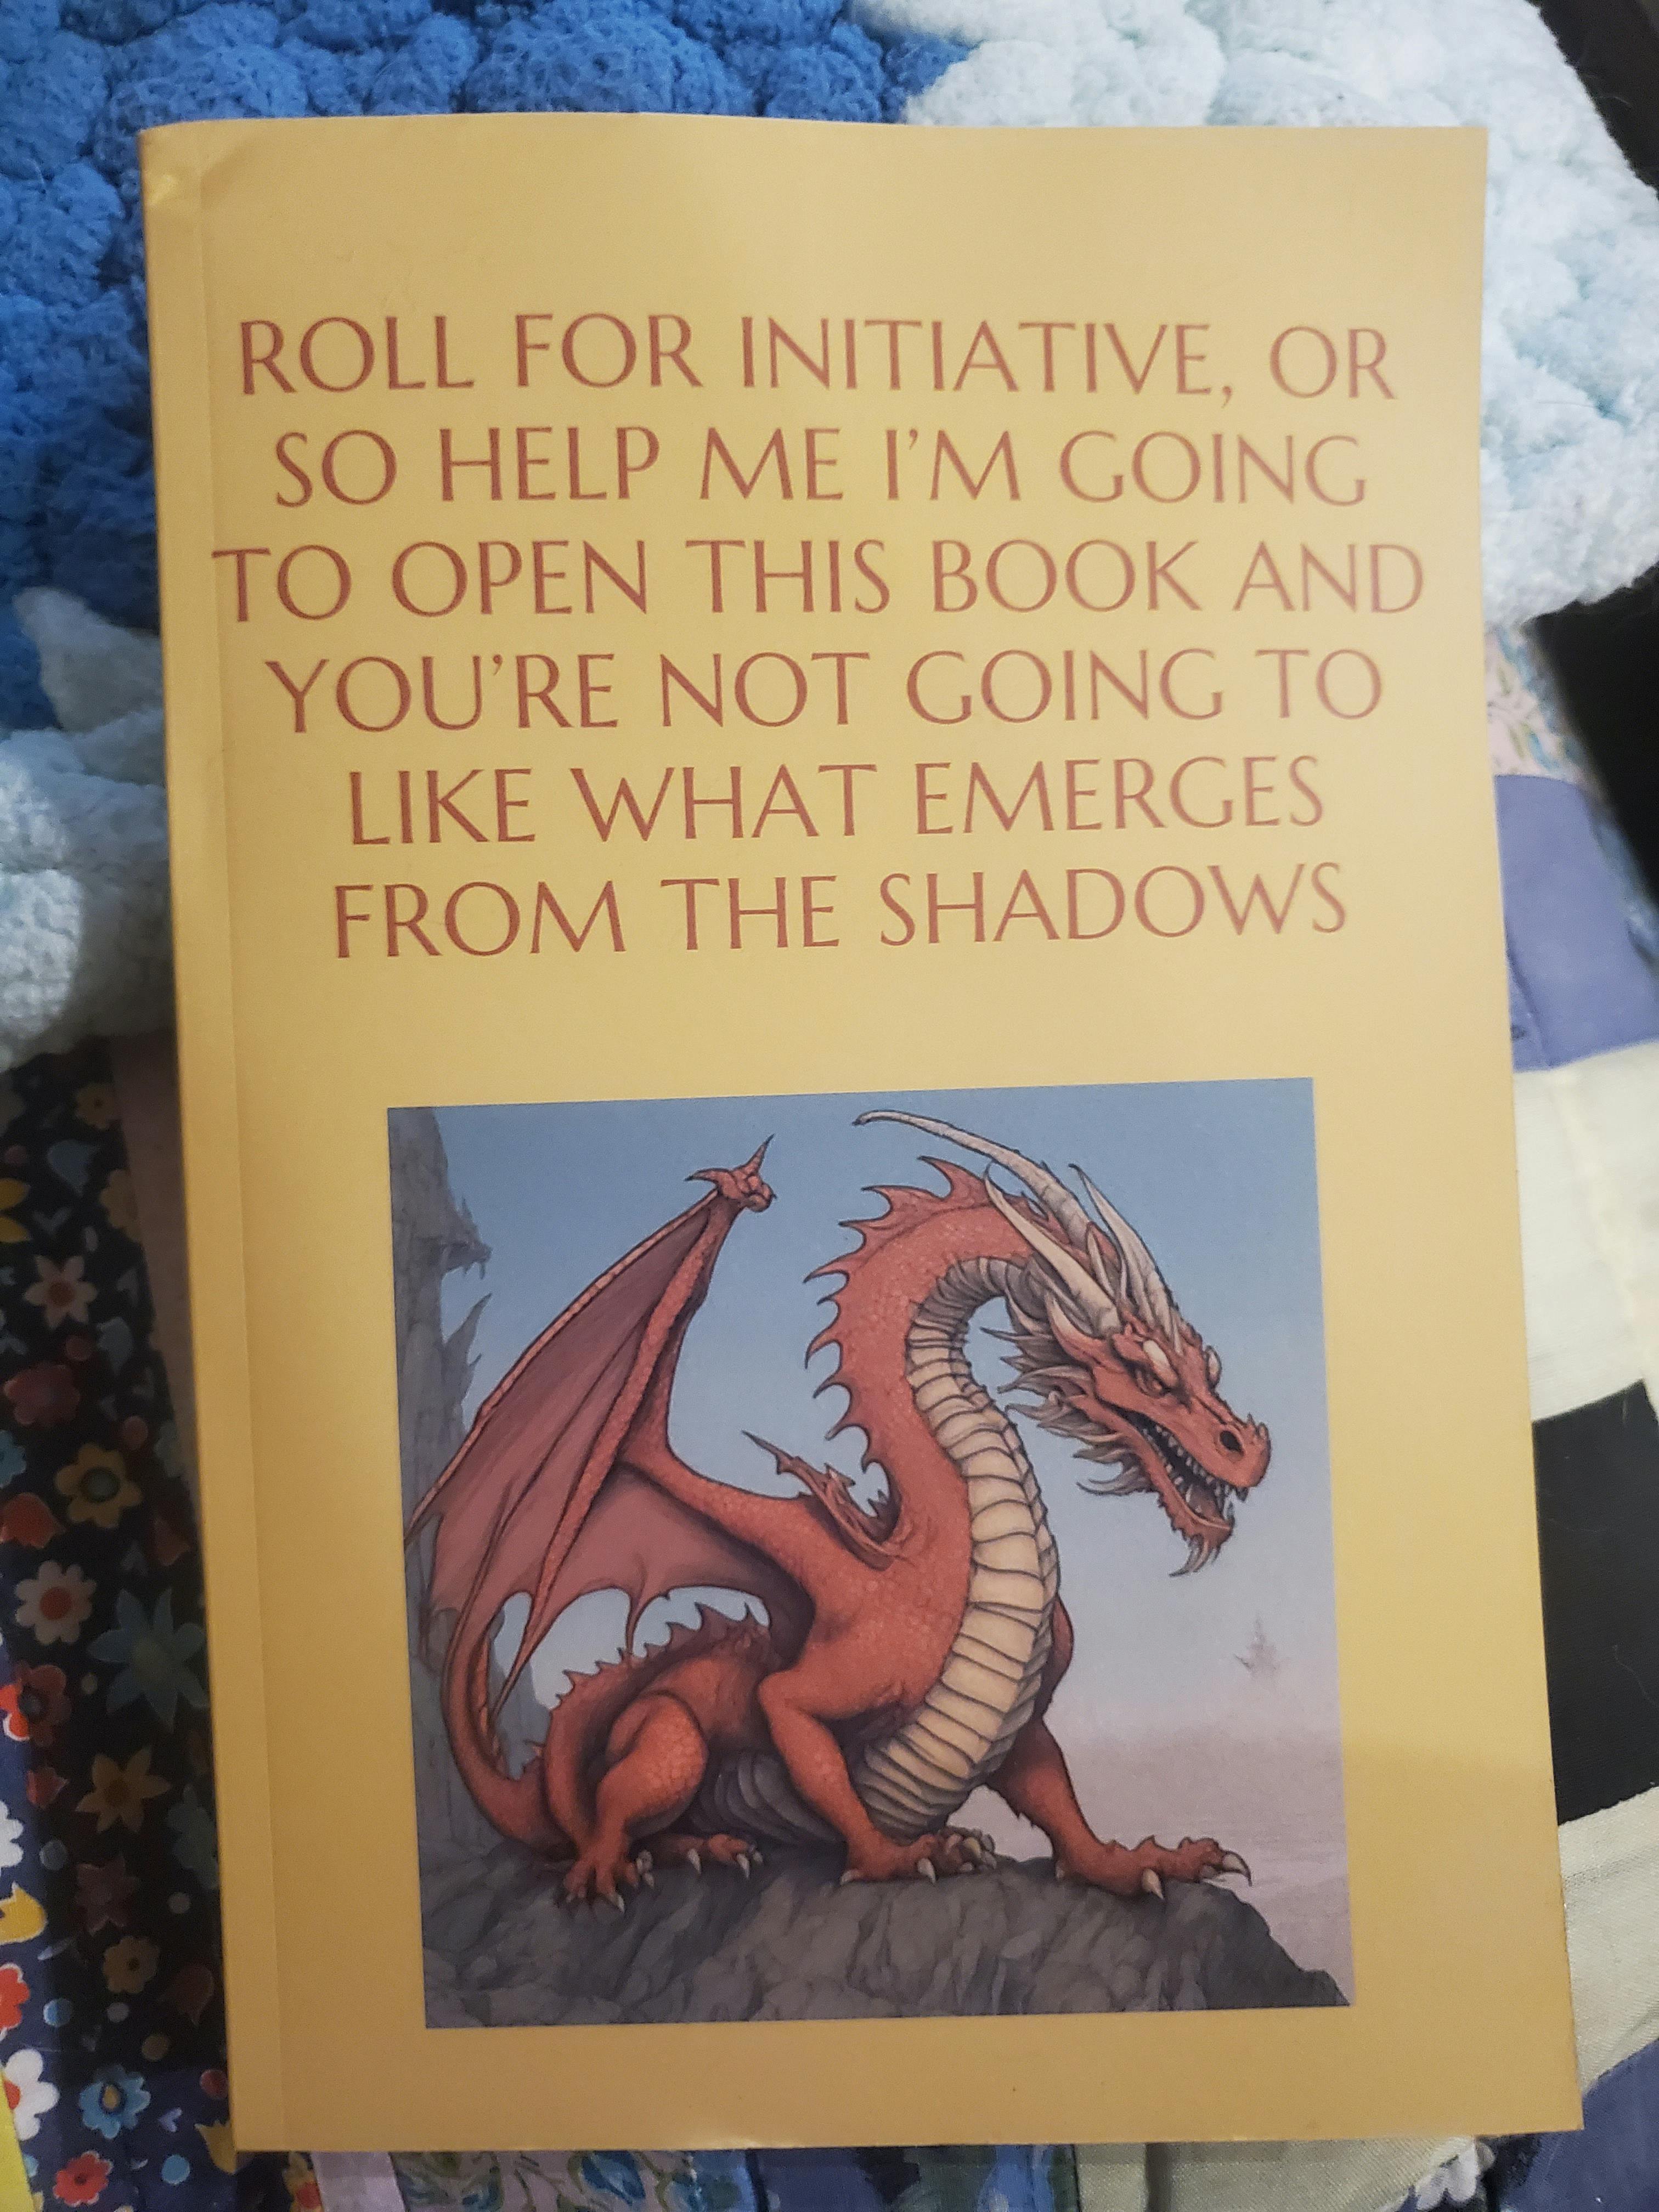 ROLL FOR INITIATIVE, OR
SO HELP ME I'M GOING
TO OPEN THIS BOOK AND
YOU'RE NOT GOING TO
LIKE WHAT EMERGES
FROM THE SHADOWS